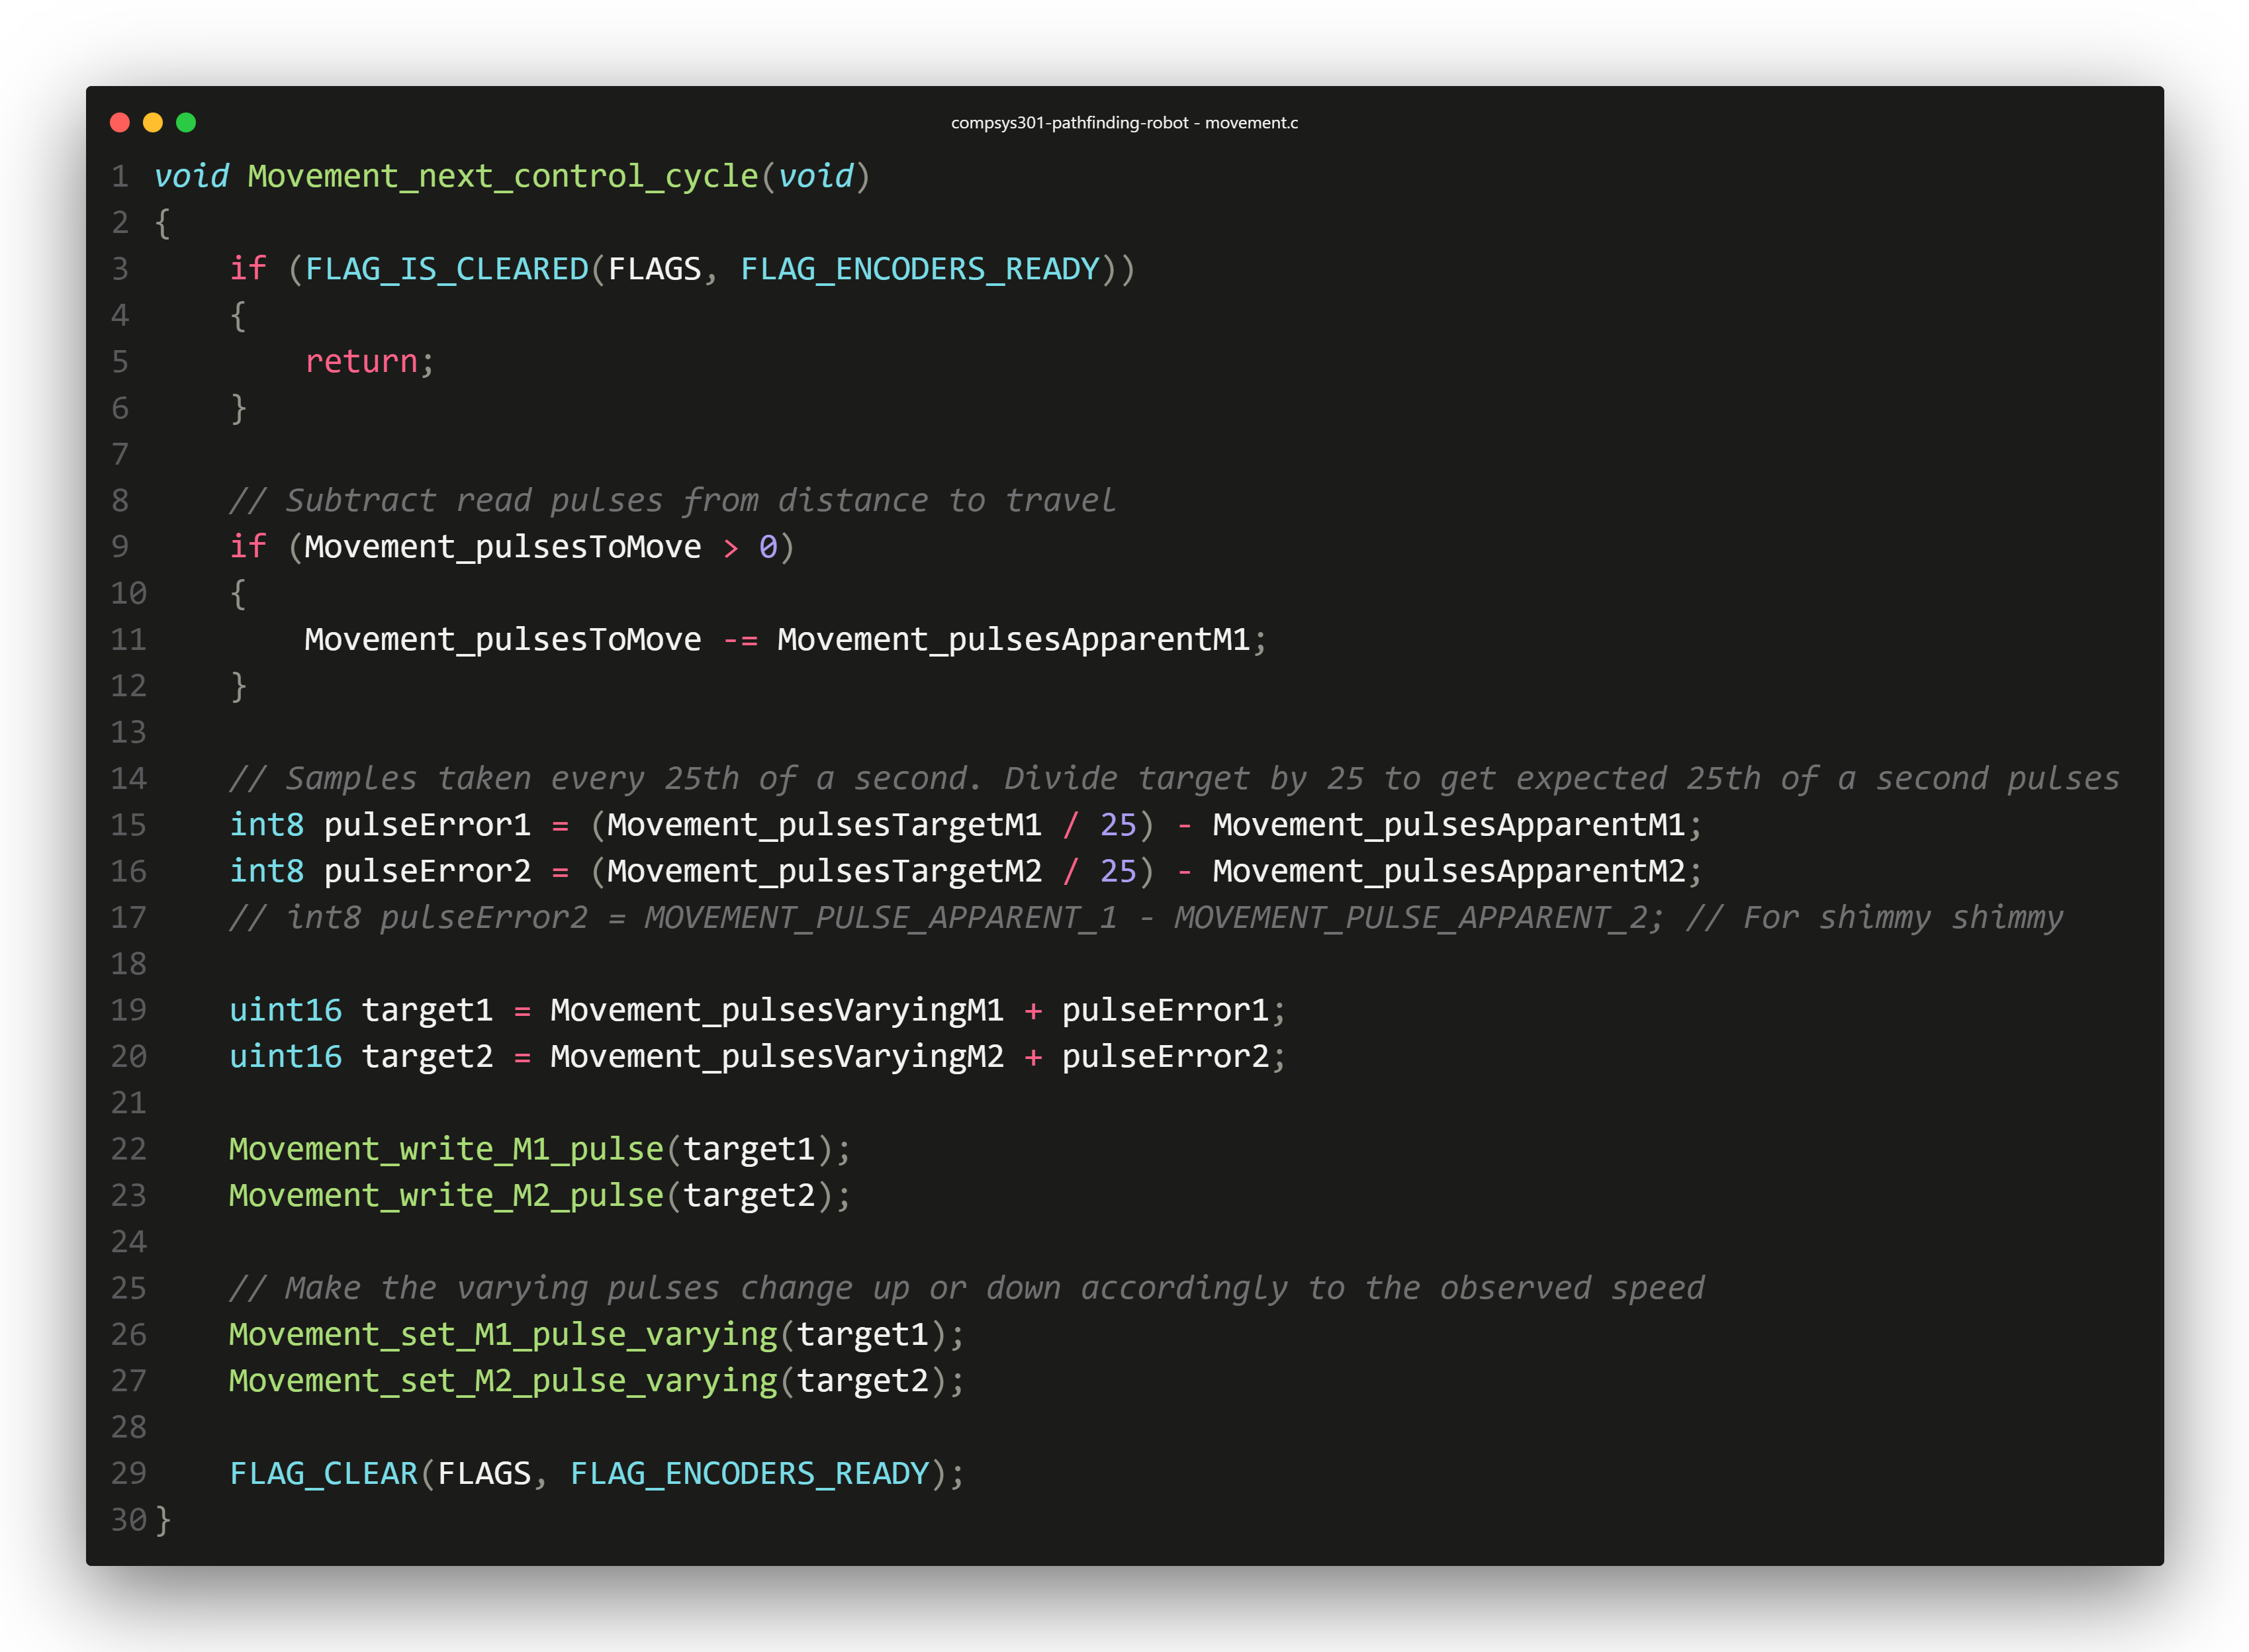 compsys301-pathfinding-robot - movement.c
1 void Movement_next_control_cycle(void)
2 {
3     if (FLAG_IS_CLEARED(FLAGS, FLAG_ENCODERS_READY))
4     {
5         return;
6     }
7
8     // Subtract read pulses from distance to travel
9     if (Movement_pulsesToMove > 0)
10     {
11         Movement_pulsesToMove -= Movement_pulsesApparentM1;
12     }
13
14     // Samples taken every 25th of a second. Divide target by 25 to get expected 25th of a second pulses
15     int8 pulseError1 = (Movement_pulsesTargetM1 / 25) - Movement_pulsesApparentM1;
16     int8 pulseError2 = (Movement_pulsesTargetM2 / 25) - Movement_pulsesApparentM2;
17     // int8 pulseError2 = MOVEMENT_PULSE_APPARENT_1 - MOVEMENT_PULSE_APPARENT_2; // For shimmy shimmy
18
19     uint16 target1 = Movement_pulsesVaryingM1 + pulseError1;
20     uint16 target2 = Movement_pulsesVaryingM2 + pulseError2;
21
22     Movement_write_M1_pulse(target1);
23     Movement_write_M2_pulse(target2);
24
25     // Make the varying pulses change up or down accordingly to the observed speed
26     Movement_set_M1_pulse_varying(target1);
27     Movement_set_M2_pulse_varying(target2);
28
29     FLAG_CLEAR(FLAGS, FLAG_ENCODERS_READY);
30 }